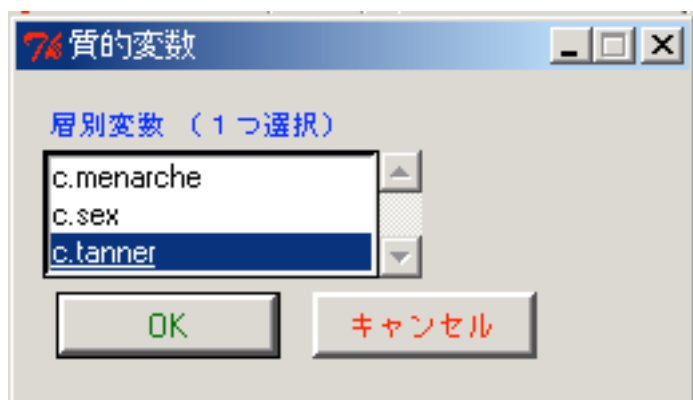 質的変数
層別変数 （１つ選択）
c.menarche
c.sex
c.tanner
OK
キャンセル